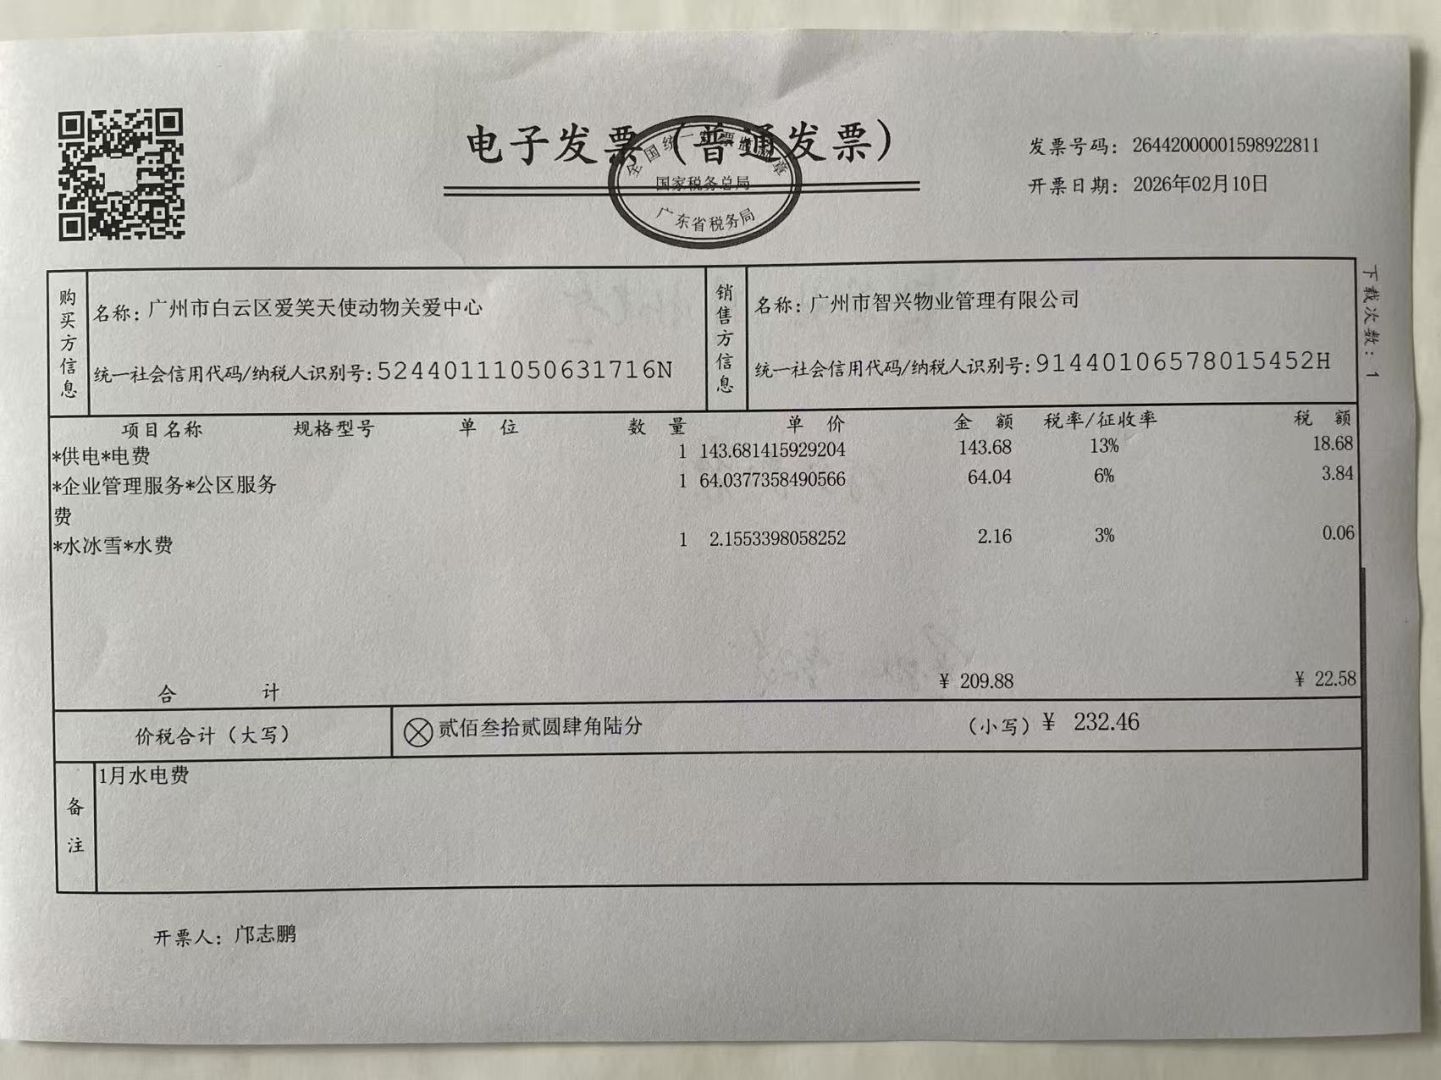 电子发票（普通发票）
全国统一发票监制章
国家税务总局
广东省税务局
发票号码：26442000001598922811
开票日期：2026年02月10日
下载次数：1
购买方信息
名称：广州市白云区爱笑天使动物关爱中心
统一社会信用代码/纳税人识别号：52440111050631716N
销售方信息
名称：广州市智兴物业管理有限公司
统一社会信用代码/纳税人识别号：91440106578015452H
项目名称 规格型号 单位 数量 单价 金额 税率/征收率 税额
*供电*电费 1 143.681415929204 143.68 13% 18.68
*企业管理服务*公区服务 1 64.0377358490566 64.04 6% 3.84
费
*水冰雪*水费 1 2.1553398058252 2.16 3% 0.06
合计 ¥209.88 ¥22.58
价税合计（大写） 贰佰叁拾贰圆肆角陆分 （小写）¥232.46
备注
1月水电费
开票人：邝志鹏